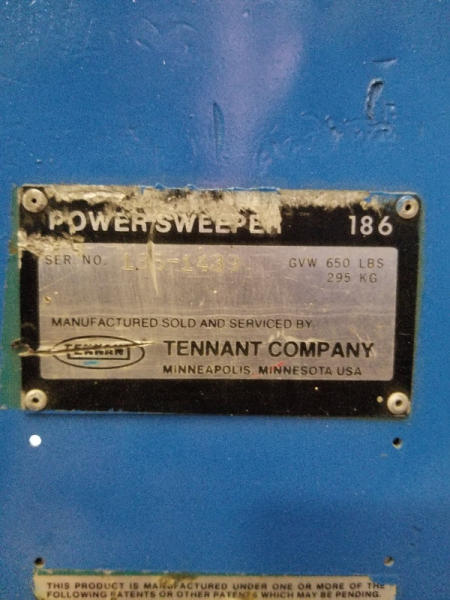 POWER SWEEPER 186
SER. NO. GVW 650 LBS
295 KG
MANUFACTURED SOLD AND SERVICED BY
TENNANT TENNANT COMPANY
MINNEAPOLIS, MINNESOTA USA
THIS PRODUCT IS MANUFACTURED UNDER ONE OR MORE OF THE
FOLLOWING PATENTS OR OTHER PATENTS WHICH MAY BE PENDING.